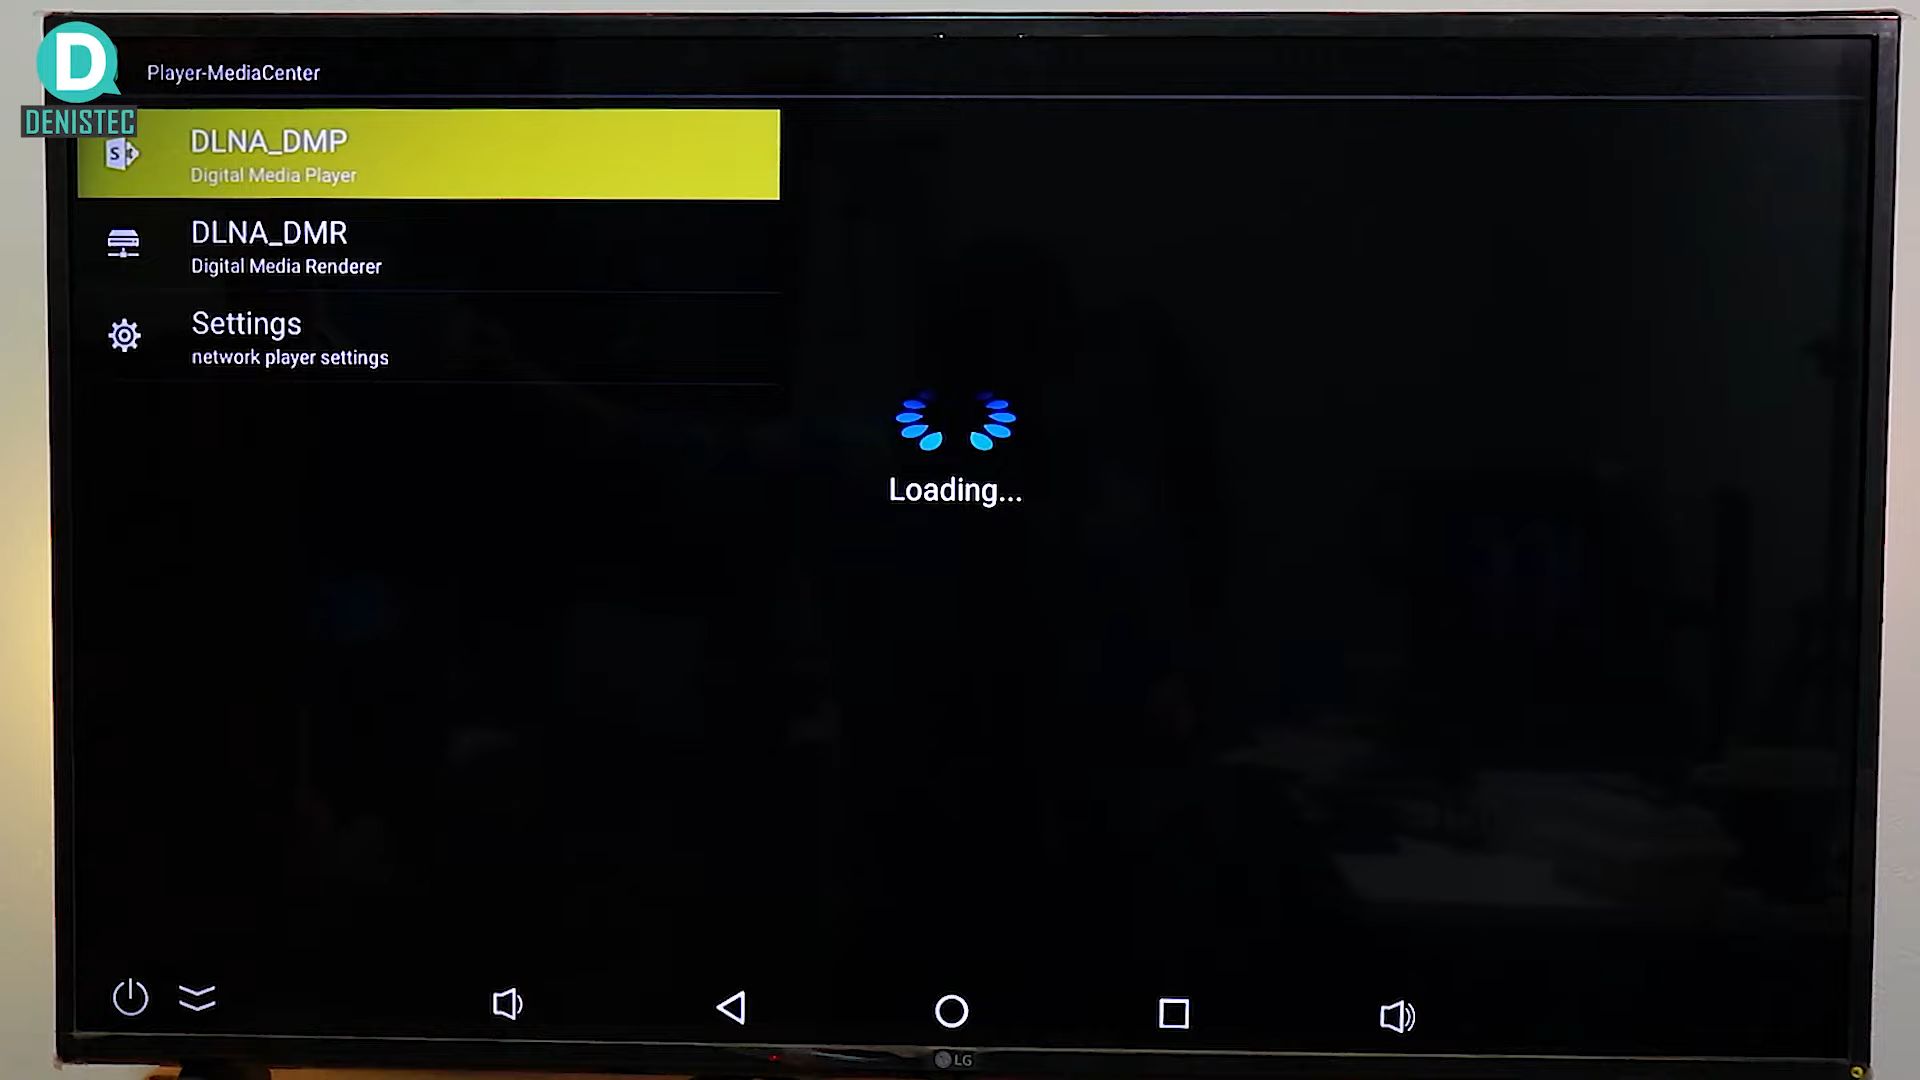 D
DENISTEC
Player-MediaCenter
DLNA_DMP
Digital Media Player
DLNA_DMR
Digital Media Renderer
Settings
network player settings
Loading...
LG